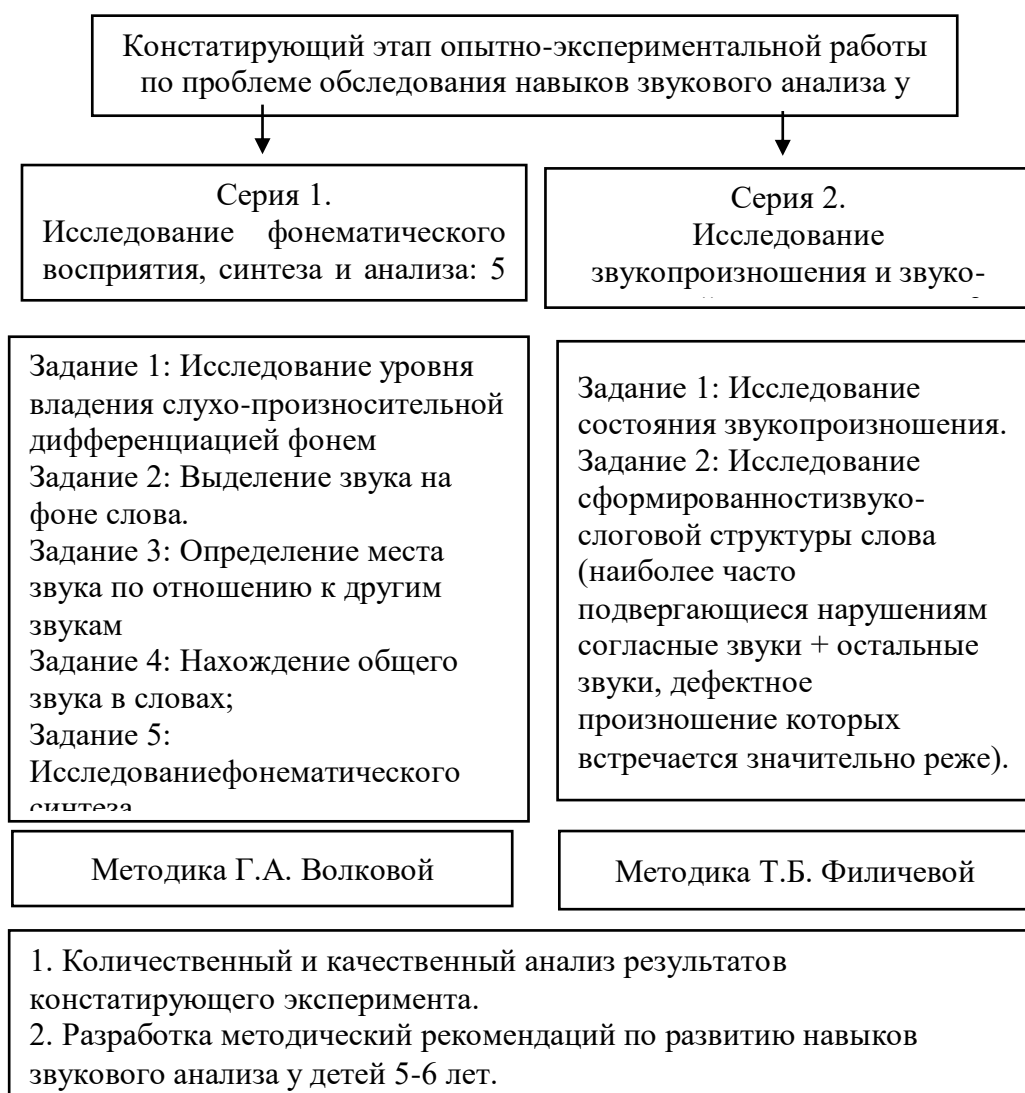 Констатирующий этап опытно-экспериментальной работы
по проблеме обследования навыков звукового анализа у
Серия 1.
Исследование фонематического
восприятия, синтеза и анализа: 5
Серия 2.
Исследование
звукопроизношения и звуко-
Задание 1: Исследование уровня
владения слухо-произносительной
дифференциацией фонем
Задание 2: Выделение звука на
фоне слова.
Задание 3: Определение места
звука по отношению к другим
звукам
Задание 4: Нахождение общего
звука в словах;
Задание 5:
Исследованиефонематического
синтеза
Задание 1: Исследование
состояния звукопроизношения.
Задание 2: Исследование
сформированностизвуко-
слоговой структуры слова
(наиболее часто
подвергающиеся нарушениям
согласные звуки + остальные
звуки, дефектное
произношение которых
встречается значительно реже).
Методика Г.А. Волковой
Методика Т.Б. Филичевой
1. Количественный и качественный анализ результатов
констатирующего эксперимента.
2. Разработка методический рекомендаций по развитию навыков
звукового анализа у детей 5-6 лет.